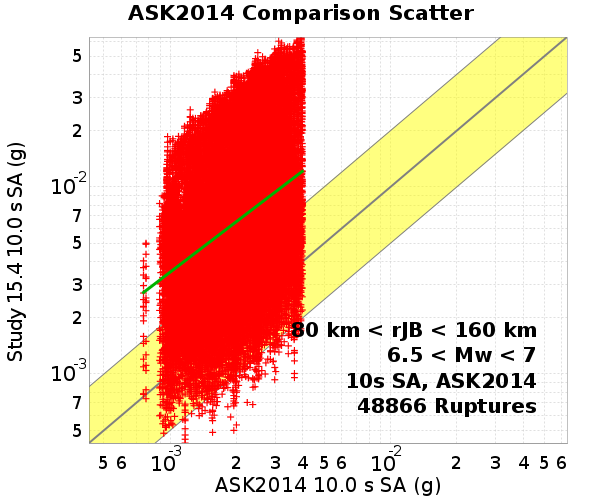 ASK2014 Comparison Scatter
Study 15.4 10.0 s SA (g)
5
3
2
10⁻²
7
5
3
2
10⁻³
7
5
80 km < rJB < 160 km
6.5 < Mw < 7
10s SA, ASK2014
48866 Ruptures
5 6 10⁻³ 2 3 4 5 6 10⁻² 2 3 4 5 6
ASK2014 10.0 s SA (g)